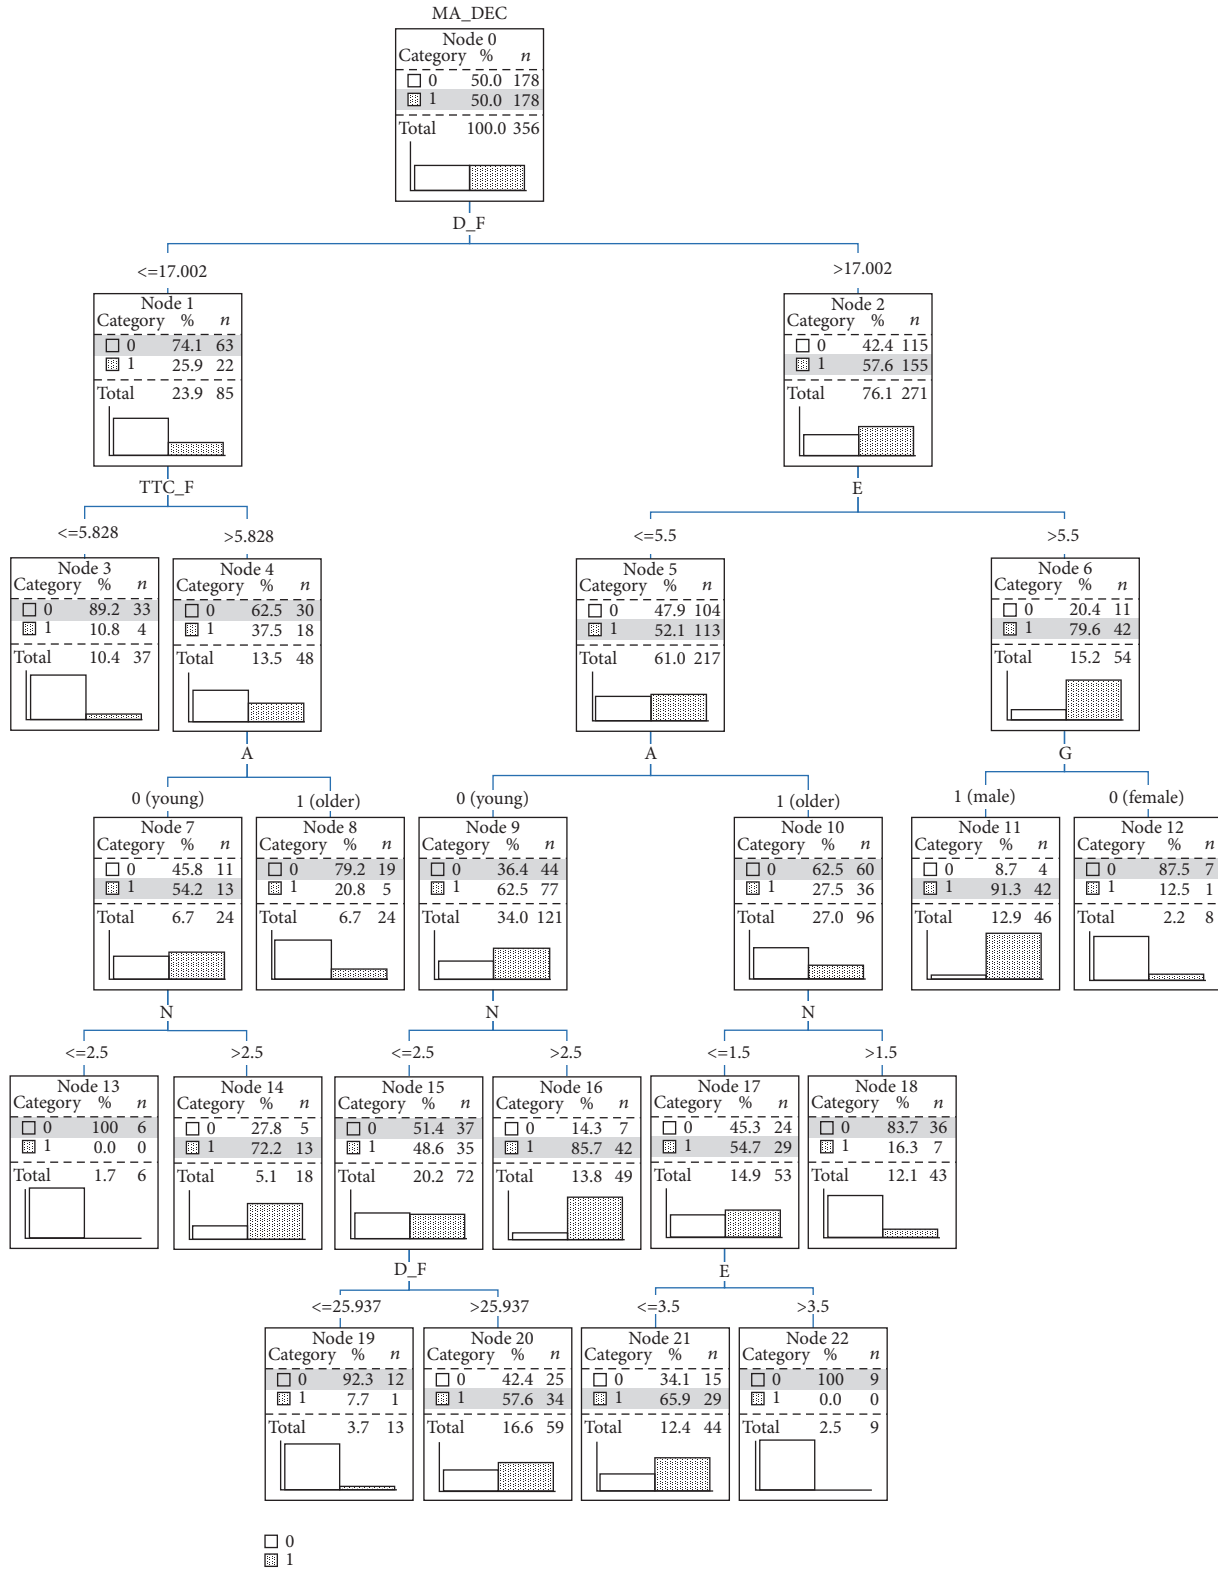 MA_DEC
Node 0
Category % n
0 50.0 178
1 50.0 178
Total 100.0 356
D_F
<=17.002
>17.002
Node 1
Category % n
0 74.1 63
1 25.9 22
Total 23.9 85
Node 2
Category % n
0 42.4 115
1 57.6 155
Total 76.1 271
TTC_F
E
<=5.828
>5.828
<=5.5
>5.5
Node 3
Category % n
0 89.2 33
1 10.8 4
Total 10.4 37
Node 4
Category % n
0 62.5 30
1 37.5 18
Total 13.5 48
Node 5
Category % n
0 47.9 104
1 52.1 113
Total 61.0 217
Node 6
Category % n
0 20.4 11
1 79.6 42
Total 15.2 54
A
A
G
0 (young)
1 (older)
0 (young)
1 (older)
1 (male)
0 (female)
Node 7
Category % n
0 45.8 11
1 54.2 13
Total 6.7 24
Node 8
Category % n
0 79.2 19
1 20.8 5
Total 6.7 24
Node 9
Category % n
0 36.4 44
1 62.5 77
Total 34.0 121
Node 10
Category % n
0 62.5 60
1 27.5 36
Total 27.0 96
Node 11
Category % n
0 8.7 4
1 91.3 42
Total 12.9 46
Node 12
Category % n
0 87.5 7
1 12.5 1
Total 2.2 8
N
N
N
<=2.5
>2.5
<=2.5
>2.5
<=1.5
>1.5
Node 13
Category % n
0 100 6
1 0.0 0
Total 1.7 6
Node 14
Category % n
0 27.8 5
1 72.2 13
Total 5.1 18
Node 15
Category % n
0 51.4 37
1 48.6 35
Total 20.2 72
Node 16
Category % n
0 14.3 7
1 85.7 42
Total 13.8 49
Node 17
Category % n
0 45.3 24
1 54.7 29
Total 14.9 53
Node 18
Category % n
0 83.7 36
1 16.3 7
Total 12.1 43
D_F
E
<=25.937
>25.937
<=3.5
>3.5
Node 19
Category % n
0 92.3 12
1 7.7 1
Total 3.7 13
Node 20
Category % n
0 42.4 25
1 57.6 34
Total 16.6 59
Node 21
Category % n
0 34.1 15
1 65.9 29
Total 12.4 44
Node 22
Category % n
0 100 9
1 0.0 0
Total 2.5 9
0
1